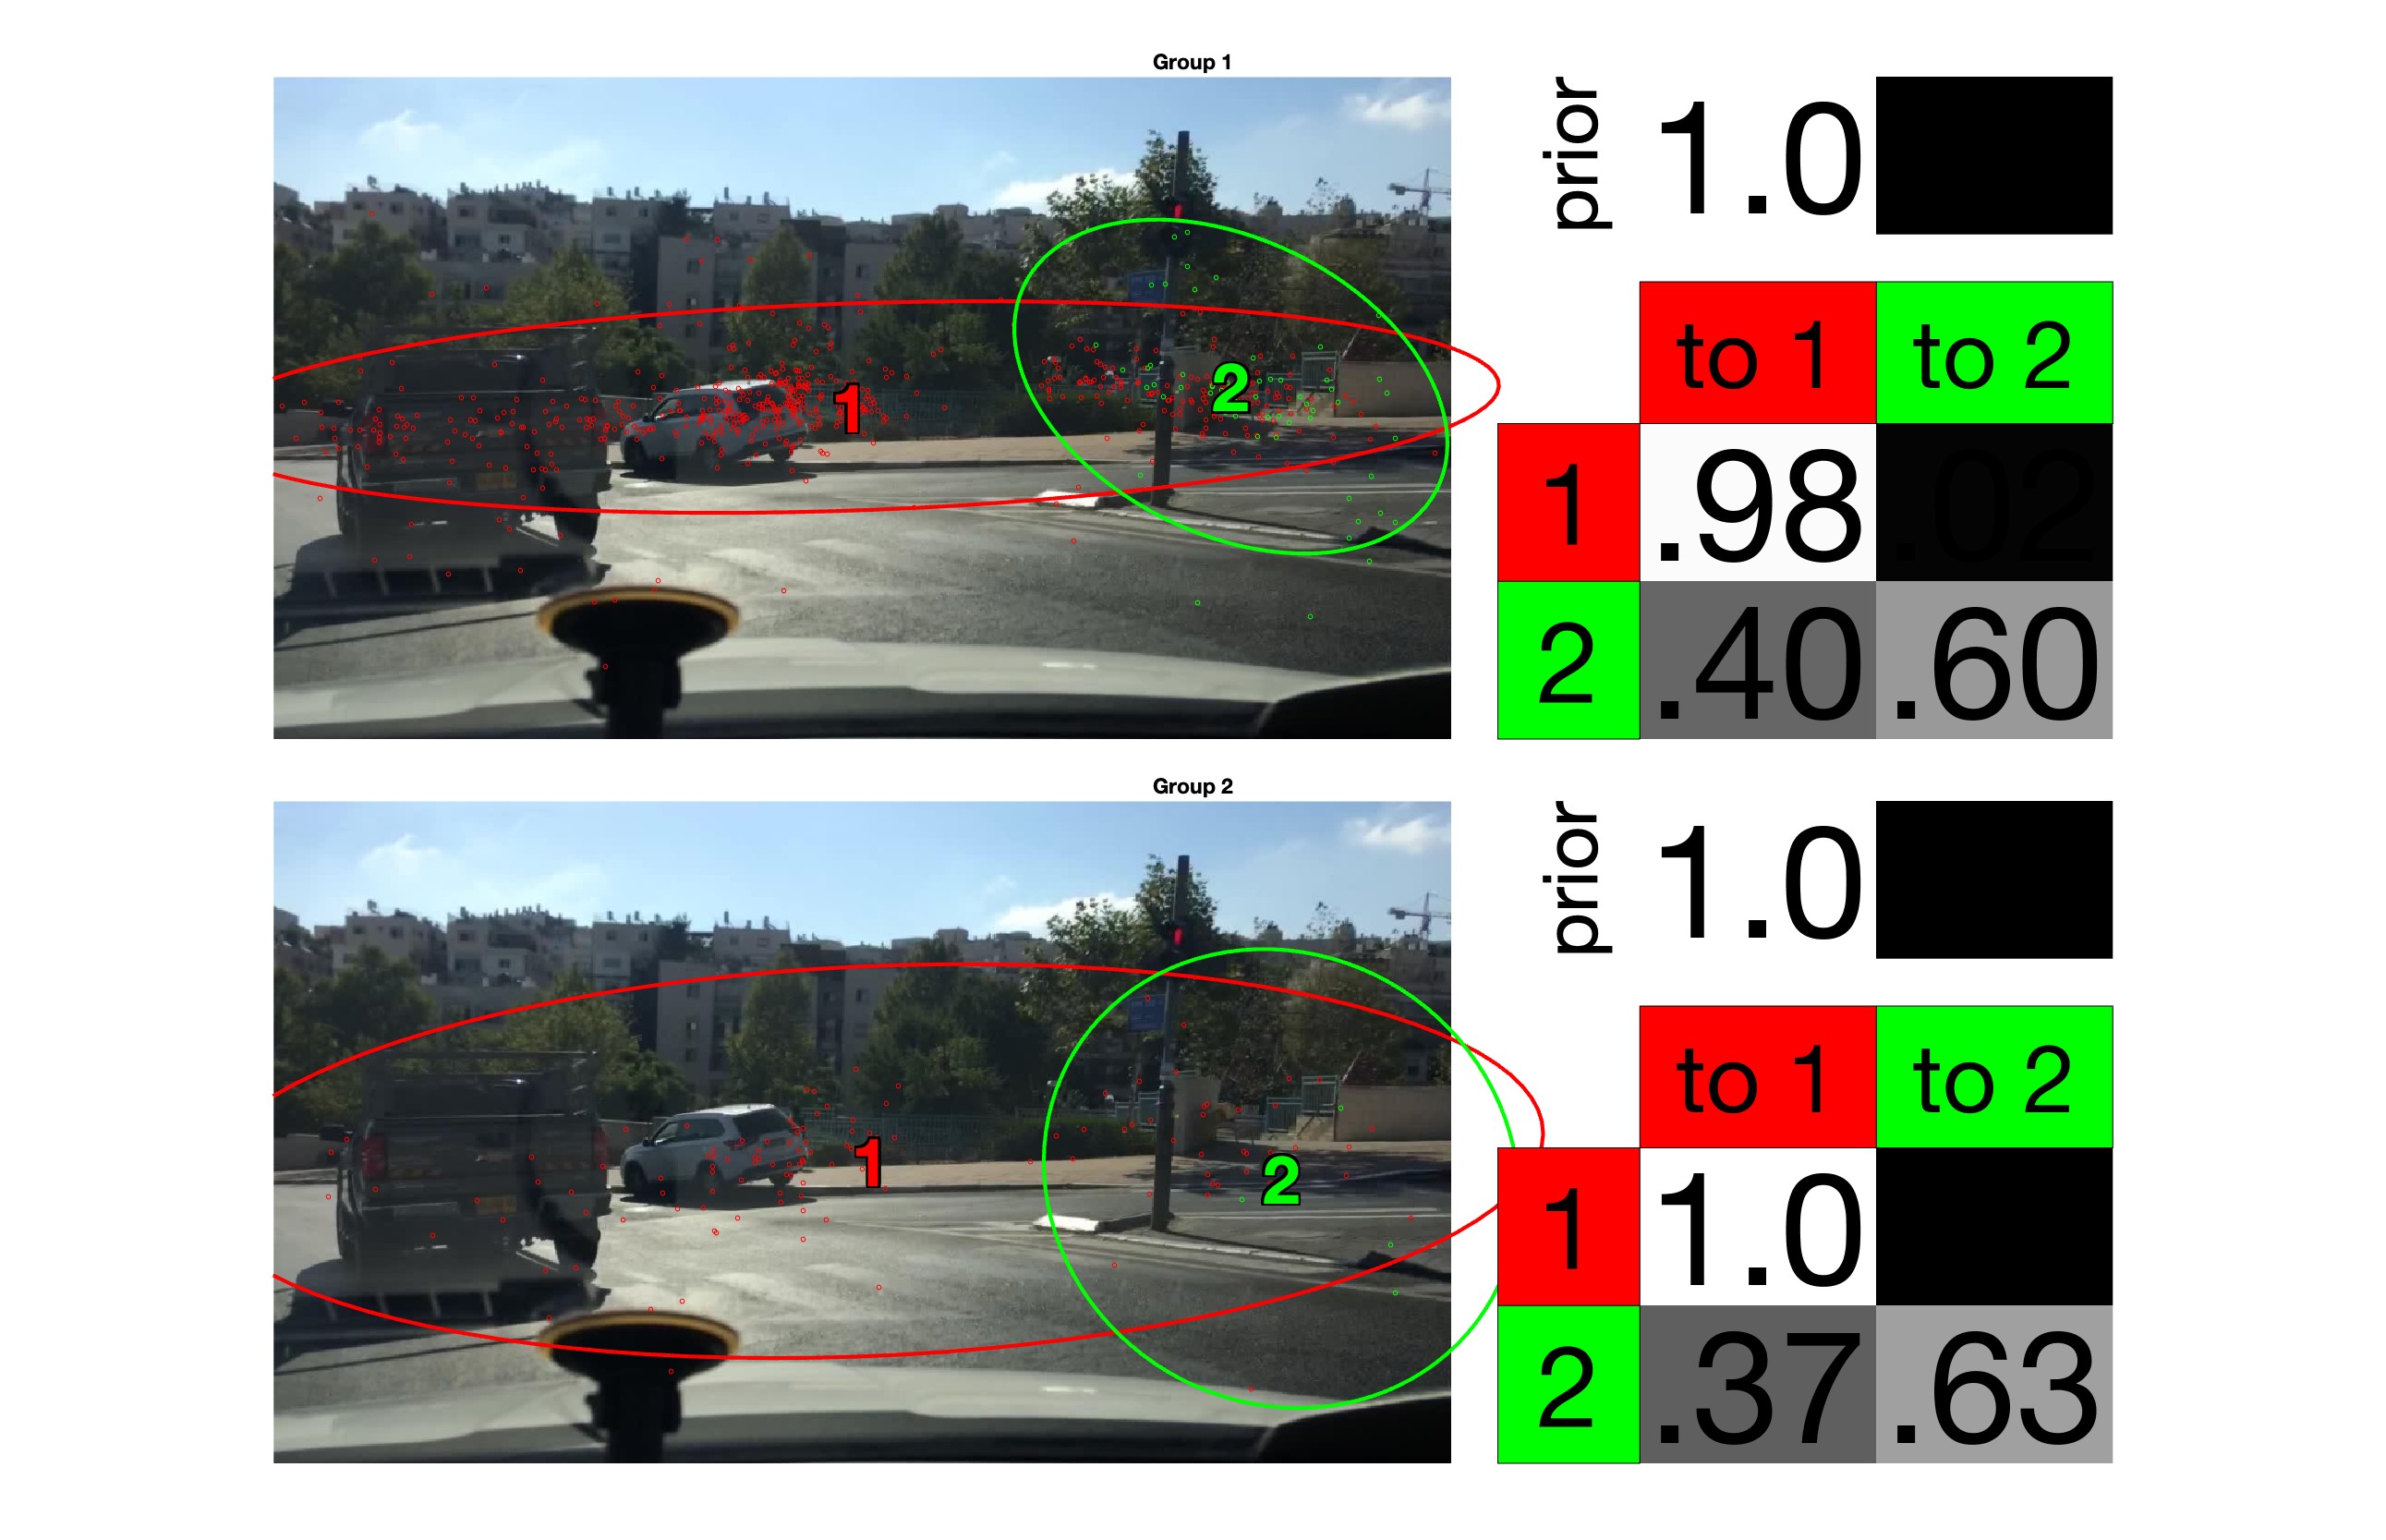 Group 1
prior 1.0
to 1 to 2
1 .98 .02
2 .40 .60
1
2
Group 2
prior 1.0
to 1 to 2
1 1.0
2 .37 .63
1
2